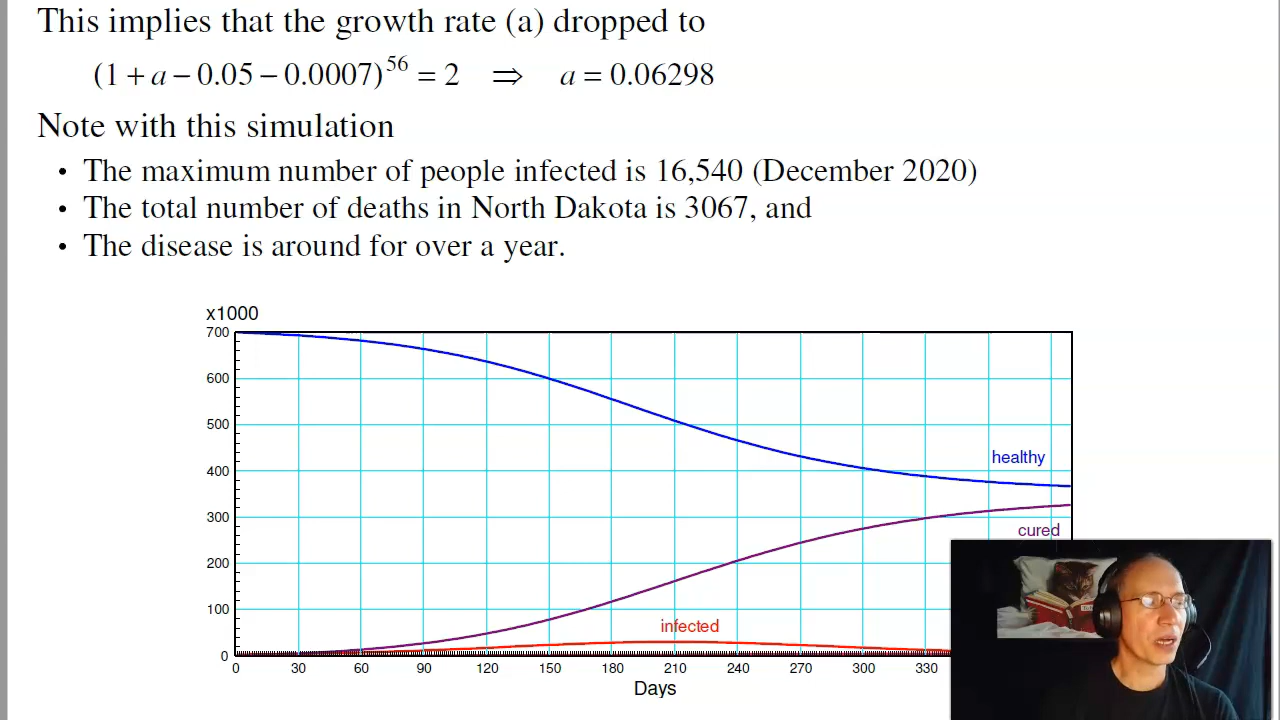 This implies that the growth rate (a) dropped to
(1 + a − 0.05 − 0.0007)^56 = 2 ⇒ a = 0.06298
Note with this simulation
• The maximum number of people infected is 16,540 (December 2020)
• The total number of deaths in North Dakota is 3067, and
• The disease is around for over a year.
x1000
700
600
500
400
300
200
100
0
healthy
cured
infected
0 30 60 90 120 150 180 210 240 270 300 330
Days